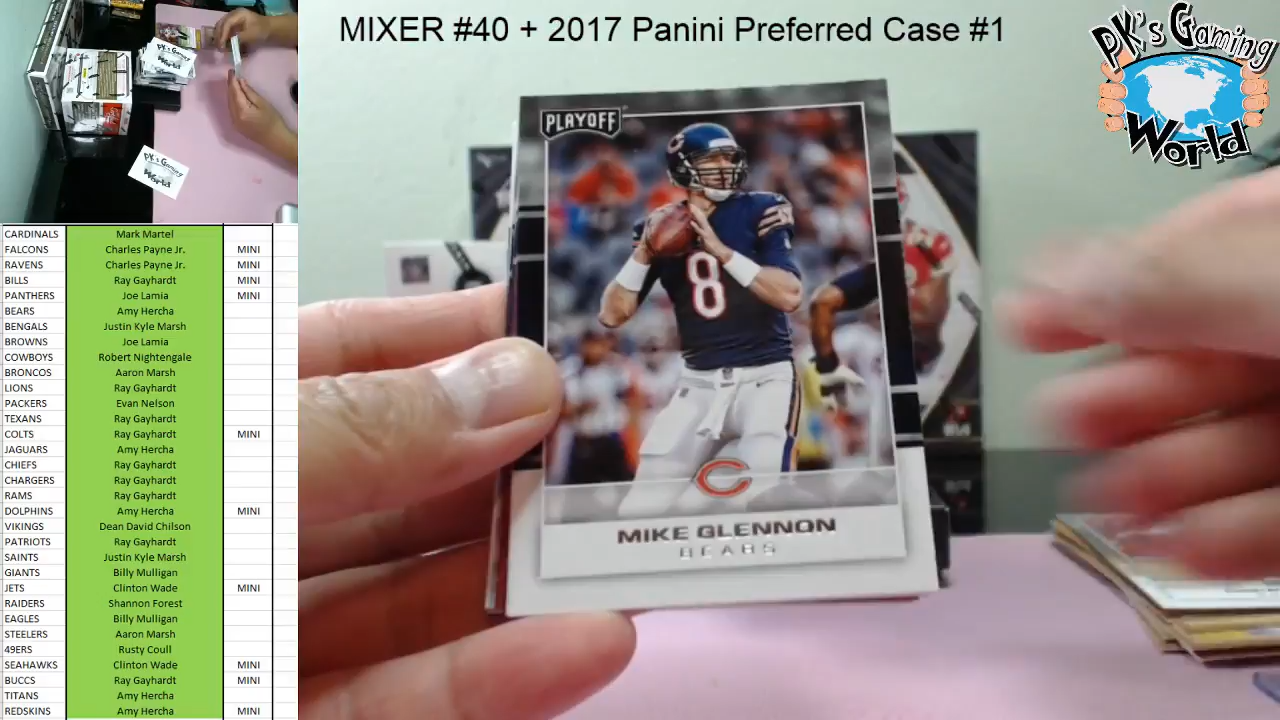 MIXER #40 + 2017 Panini Preferred Case #1
PK's Gaming
World
PLAYOFF
8
MIKE GLENNON
BEARS
PK's Gaming
World
CARDINALS Mark Martel
FALCONS Charles Payne Jr. MINI
RAVENS Charles Payne Jr. MINI
BILLS Ray Gayhardt MINI
PANTHERS Joe Lamia MINI
BEARS Amy Hercha
BENGALS Justin Kyle Marsh
BROWNS Joe Lamia
COWBOYS Robert Nightengale
BRONCOS Aaron Marsh
LIONS Ray Gayhardt
PACKERS Evan Nelson
TEXANS Ray Gayhardt
COLTS Ray Gayhardt MINI
JAGUARS Amy Hercha
CHIEFS Ray Gayhardt
CHARGERS Ray Gayhardt
RAMS Ray Gayhardt
DOLPHINS Amy Hercha MINI
VIKINGS Dean David Chilson
PATRIOTS Ray Gayhardt
SAINTS Justin Kyle Marsh
GIANTS Billy Mulligan
JETS Clinton Wade MINI
RAIDERS Shannon Forest
EAGLES Billy Mulligan
STEELERS Aaron Marsh
49ERS Rusty Coull
SEAHAWKS Clinton Wade MINI
BUCCS Ray Gayhardt MINI
TITANS Amy Hercha
REDSKINS Amy Hercha MINI